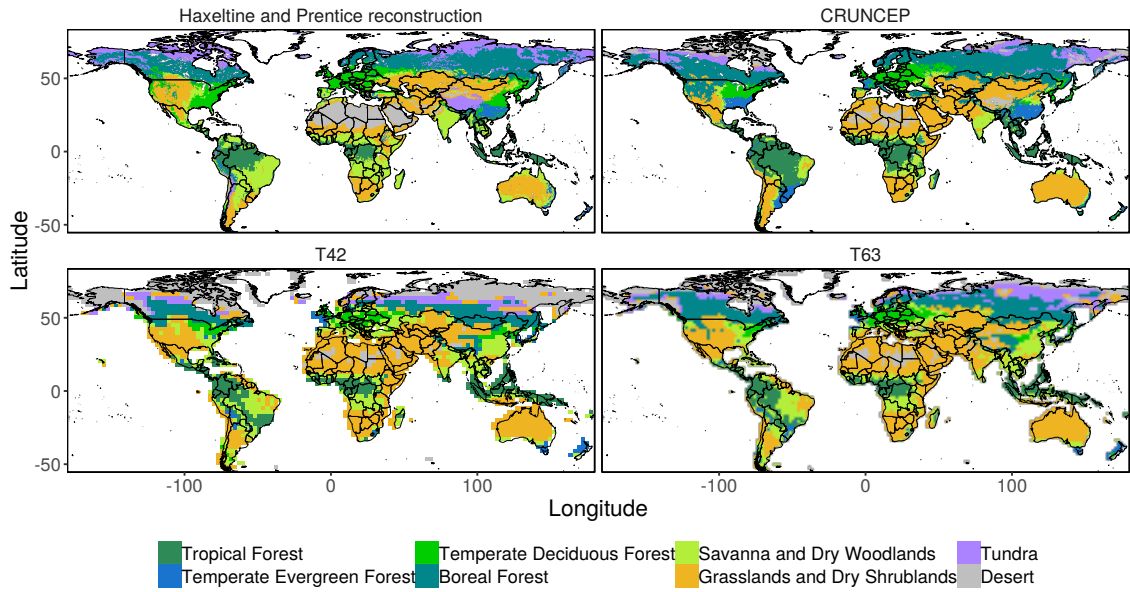 Haxeltine and Prentice reconstruction
CRUNCEP
50
0
-50
Latitude
T42
T63
50
0
-50
-100
0
100
-100
0
100
Longitude
Tropical Forest
Temperate Deciduous Forest
Savanna and Dry Woodlands
Tundra
Temperate Evergreen Forest
Boreal Forest
Grasslands and Dry Shrublands
Desert